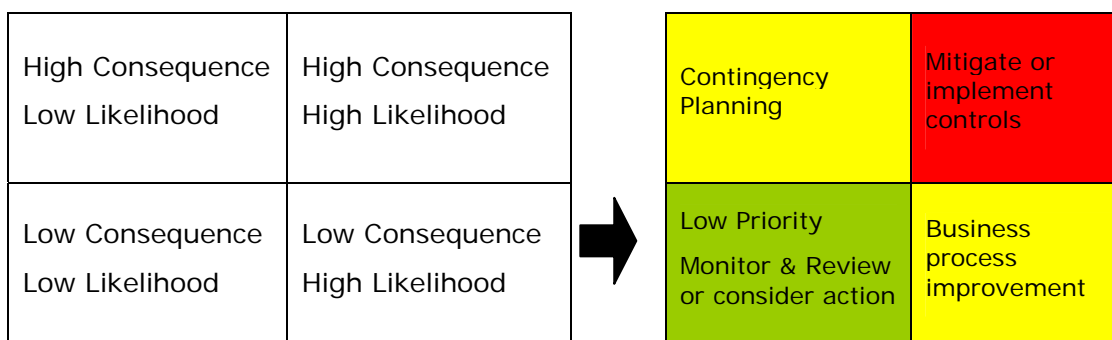 High Consequence
Low Likelihood
High Consequence
High Likelihood
Low Consequence
Low Likelihood
Low Consequence
High Likelihood
Contingency
Planning
Mitigate or
implement
controls
Low Priority
Monitor & Review
or consider action
Business
process
improvement